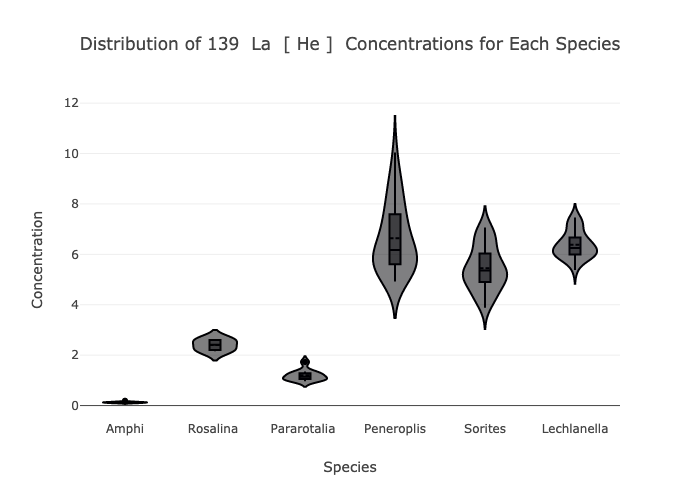 Distribution of 139 La [ He ] Concentrations for Each Species
12
10
8
6
4
2
0
Concentration
Amphi Rosalina Pararotalia Peneroplis Sorites Lechlanella
Species